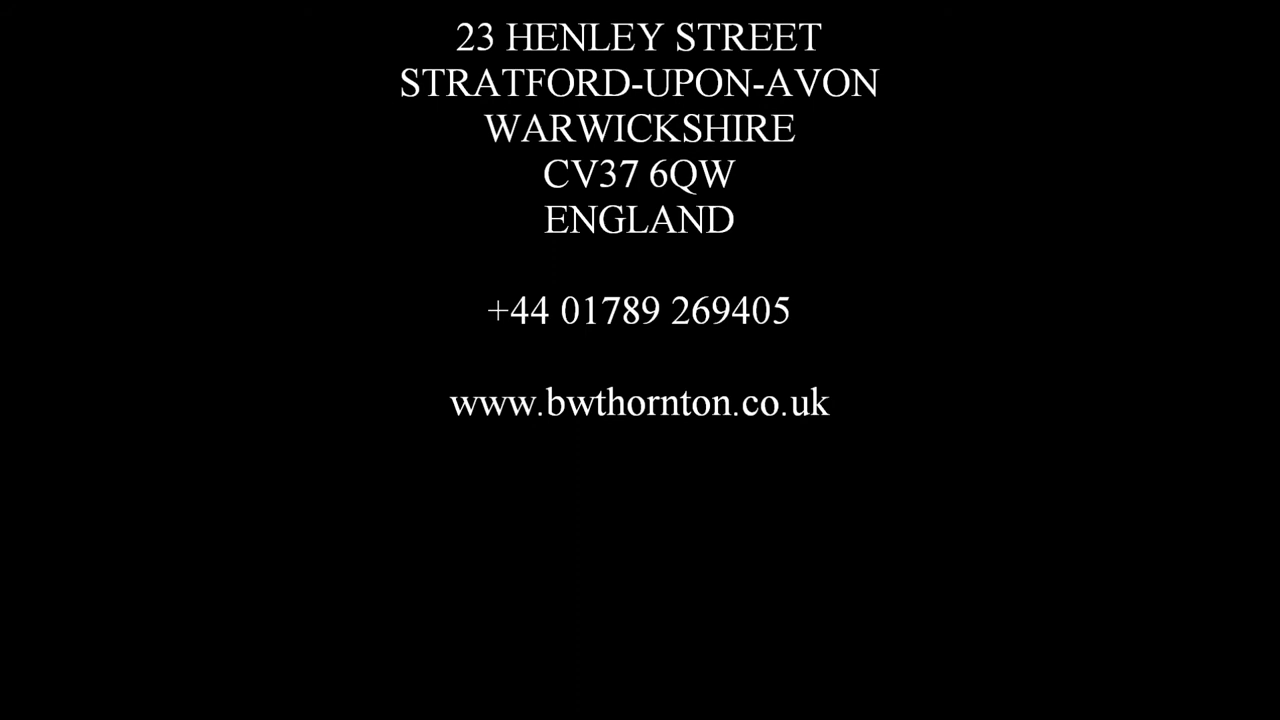 23 HENLEY STREET
STRATFORD-UPON-AVON
WARWICKSHIRE
CV37 6QW
ENGLAND
+44 01789 269405
www.bwthornton.co.uk